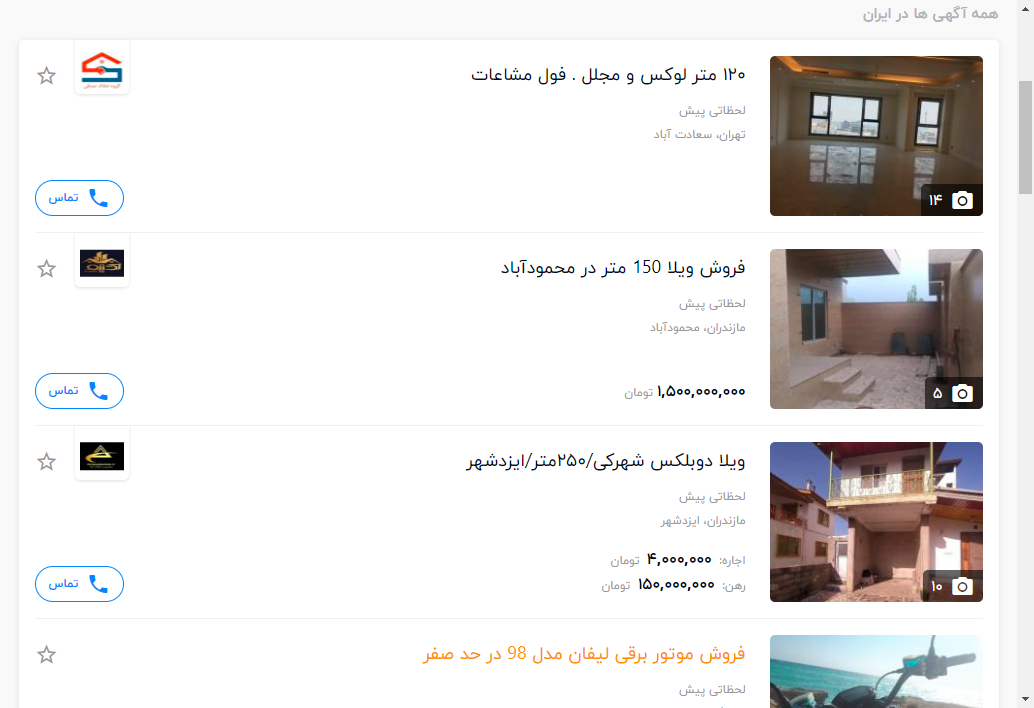 همه آگهی ها در ایران
۱۲۰ متر لوکس و مجلل . فول مشاعات
لحظاتی پیش
تهران، سعادت آباد
۱۴
تماس
فروش ویلا 150 متر در محمودآباد
لحظاتی پیش
مازندران، محمودآباد
۱,۵۰۰,۰۰۰,۰۰۰ تومان
۵
تماس
ویلا دوبلکس شهرکی/۲۵۰متر/ایزدشهر
لحظاتی پیش
مازندران، ایزدشهر
اجاره: ۴,۰۰۰,۰۰۰ تومان
رهن: ۱۵۰,۰۰۰,۰۰۰ تومان
۱۰
تماس
فروش موتور برقی لیفان مدل 98 در حد صفر
لحظاتی پیش